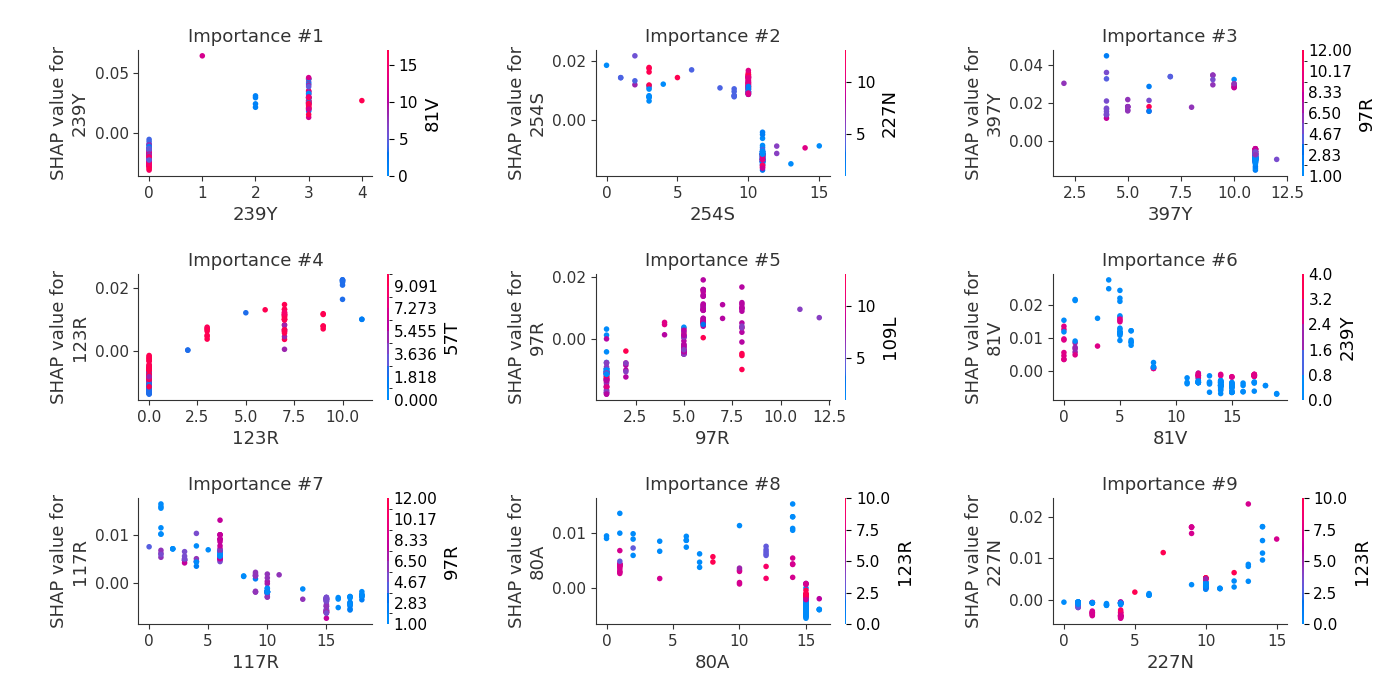 Importance #1
SHAP value for
239Y
0.05
0.00
0 1 2 3 4
239Y
15
10
5
0
81V
Importance #2
SHAP value for
254S
0.02
0.00
0 5 10 15
254S
10
5
227N
Importance #3
SHAP value for
397Y
0.04
0.02
0.00
2.5 5.0 7.5 10.0 12.5
397Y
12.00
10.17
8.33
6.50
4.67
2.83
1.00
97R
Importance #4
SHAP value for
123R
0.02
0.00
0.0 2.5 5.0 7.5 10.0
123R
9.091
7.273
5.455
3.636
1.818
0.000
57T
Importance #5
SHAP value for
97R
0.02
0.00
2.5 5.0 7.5 10.0 12.5
97R
10
5
109L
Importance #6
SHAP value for
81V
0.02
0.01
0.00
0 5 10 15
81V
4.0
3.2
2.4
1.6
0.8
0.0
239Y
Importance #7
SHAP value for
117R
0.01
0.00
0 5 10 15
117R
12.00
10.17
8.33
6.50
4.67
2.83
1.00
97R
Importance #8
SHAP value for
80A
0.01
0.00
0 5 10 15
80A
10.0
7.5
5.0
2.5
0.0
123R
Importance #9
SHAP value for
227N
0.02
0.01
0.00
0 5 10 15
227N
10.0
7.5
5.0
2.5
0.0
123R